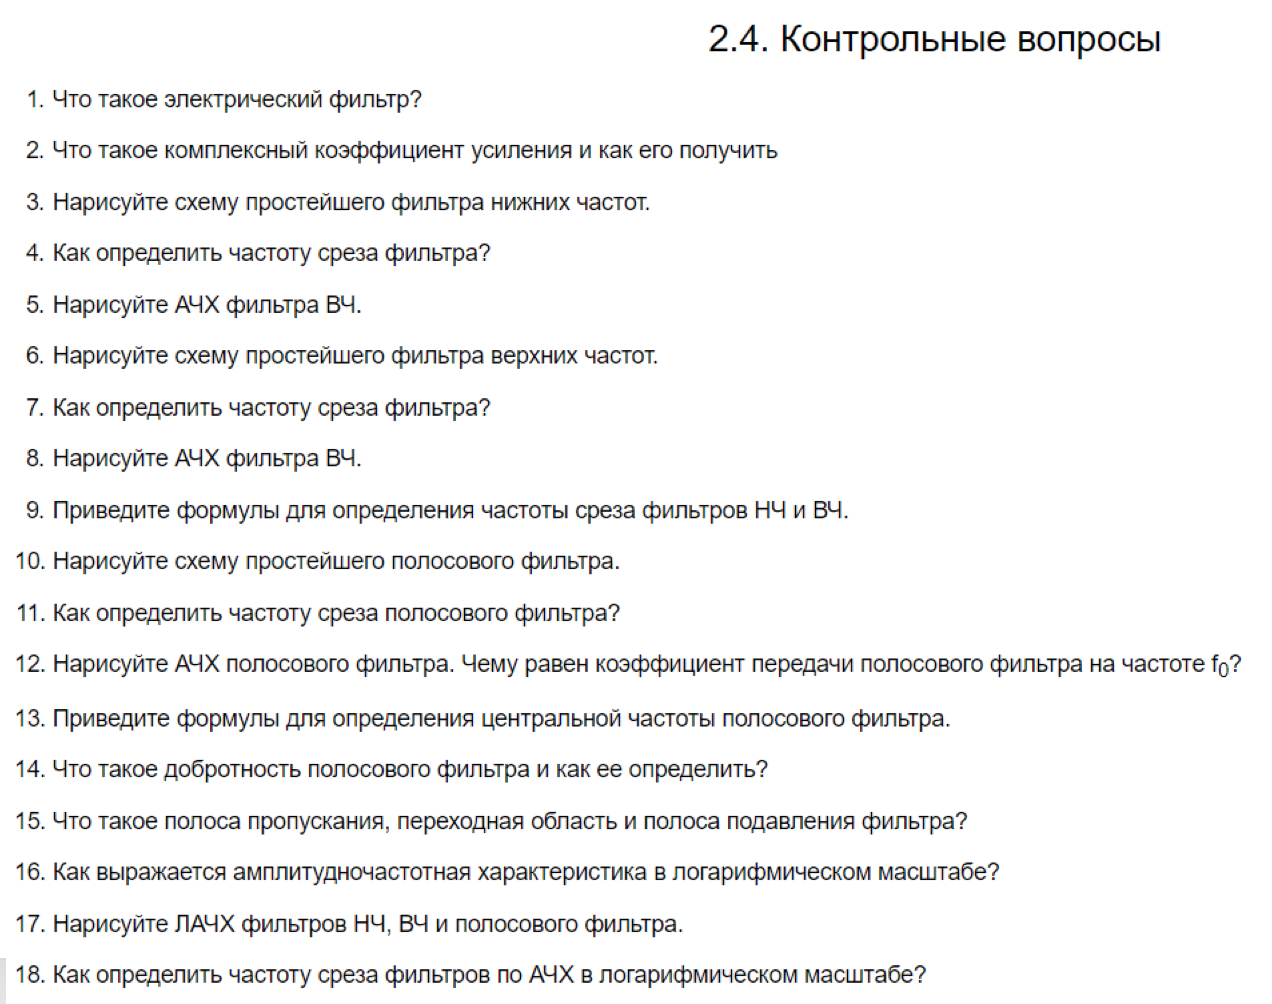 2.4. Контрольные вопросы
1. Что такое электрический фильтр?
2. Что такое комплексный коэффициент усиления и как его получить
3. Нарисуйте схему простейшего фильтра нижних частот.
4. Как определить частоту среза фильтра?
5. Нарисуйте АЧХ фильтра ВЧ.
6. Нарисуйте схему простейшего фильтра верхних частот.
7. Как определить частоту среза фильтра?
8. Нарисуйте АЧХ фильтра ВЧ.
9. Приведите формулы для определения частоты среза фильтров НЧ и ВЧ.
10. Нарисуйте схему простейшего полосового фильтра.
11. Как определить частоту среза полосового фильтра?
12. Нарисуйте АЧХ полосового фильтра. Чему равен коэффициент передачи полосового фильтра на частоте f0?
13. Приведите формулы для определения центральной частоты полосового фильтра.
14. Что такое добротность полосового фильтра и как ее определить?
15. Что такое полоса пропускания, переходная область и полоса подавления фильтра?
16. Как выражается амплитудночастотная характеристика в логарифмическом масштабе?
17. Нарисуйте ЛАЧХ фильтров НЧ, ВЧ и полосового фильтра.
18. Как определить частоту среза фильтров по АЧХ в логарифмическом масштабе?